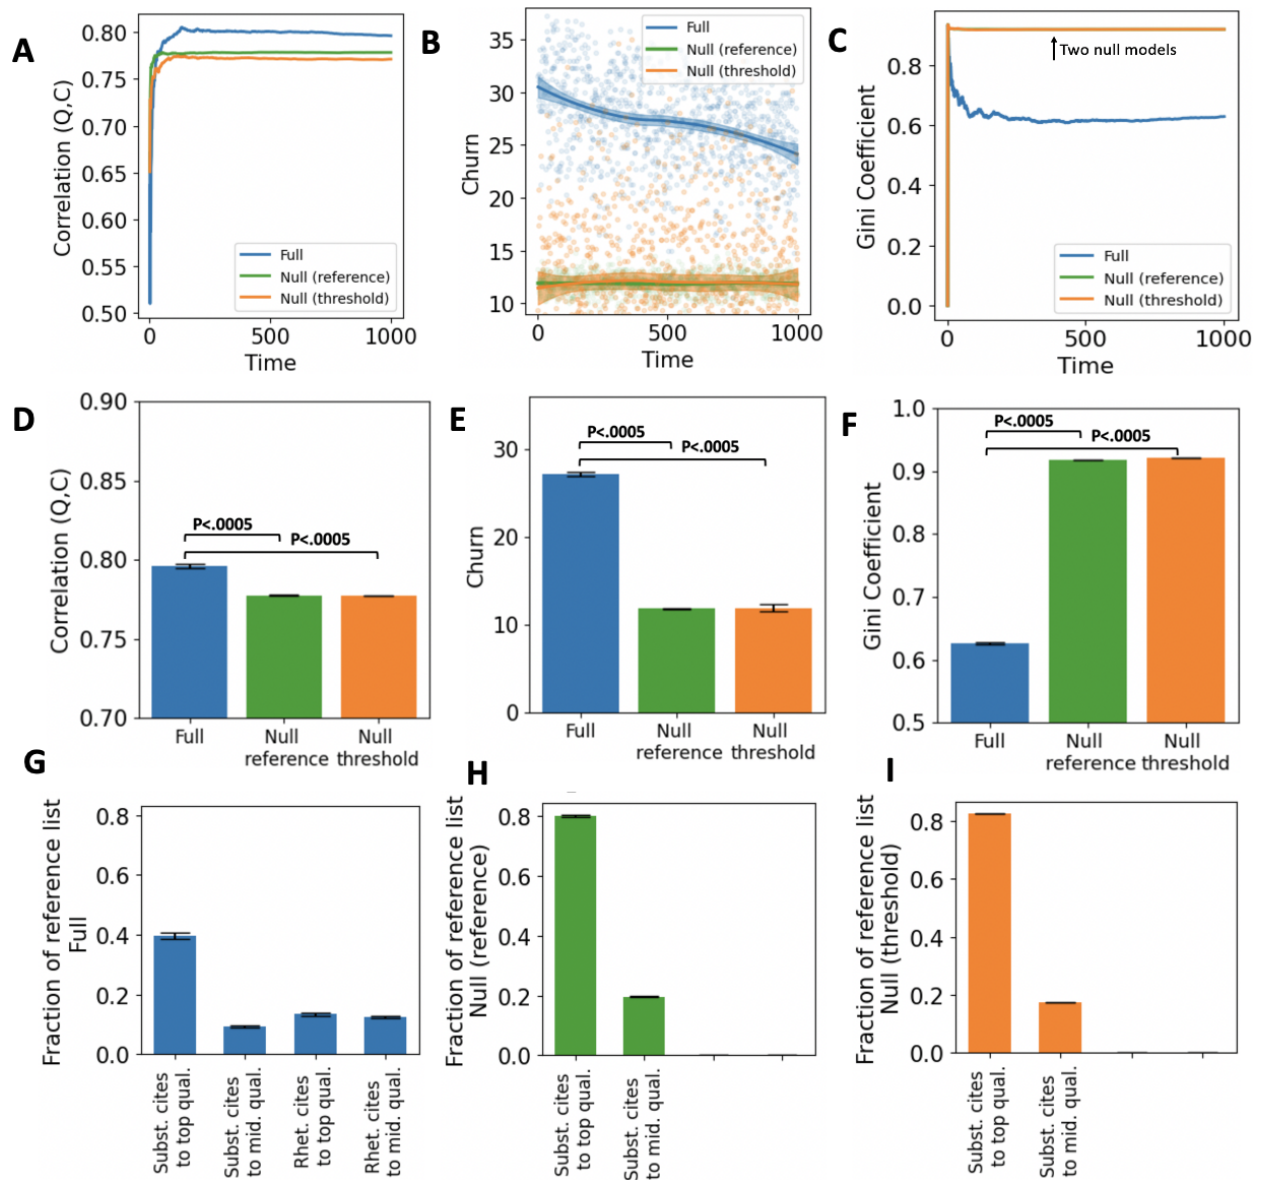 A
Correlation (Q,C)
0.80
0.75
0.70
0.65
0.60
0.55
0.50
Full
Null (reference)
Null (threshold)
0
500
1000
Time
B
Churn
35
30
25
20
15
10
Full
Null (reference)
Null (threshold)
0
500
1000
Time
C
Gini Coefficient
0.8
0.6
0.4
0.2
0.0
Two null models
Full
Null (reference)
Null (threshold)
0
500
1000
Time
D
Correlation (Q,C)
0.90
0.85
0.80
0.75
0.70
P<.0005
P<.0005
Full
Null
reference
Null
threshold
E
Churn
30
20
10
0
P<.0005
P<.0005
Full
Null
reference
Null
threshold
F
Gini Coefficient
1.0
0.9
0.8
0.7
0.6
0.5
P<.0005
P<.0005
Full
Null
reference
Null
threshold
G
Fraction of reference list
Full
0.8
0.6
0.4
0.2
0.0
Subst. cites
to top qual.
Subst. cites
to mid. qual.
Rhet. cites
to top qual.
Rhet. cites
to mid. qual.
H
Fraction of reference list
Null (reference)
0.8
0.6
0.4
0.2
0.0
Subst. cites
to top qual.
Subst. cites
to mid. qual.
I
Fraction of reference list
Null (threshold)
0.8
0.6
0.4
0.2
0.0
Subst. cites
to top qual.
Subst. cites
to mid. qual.